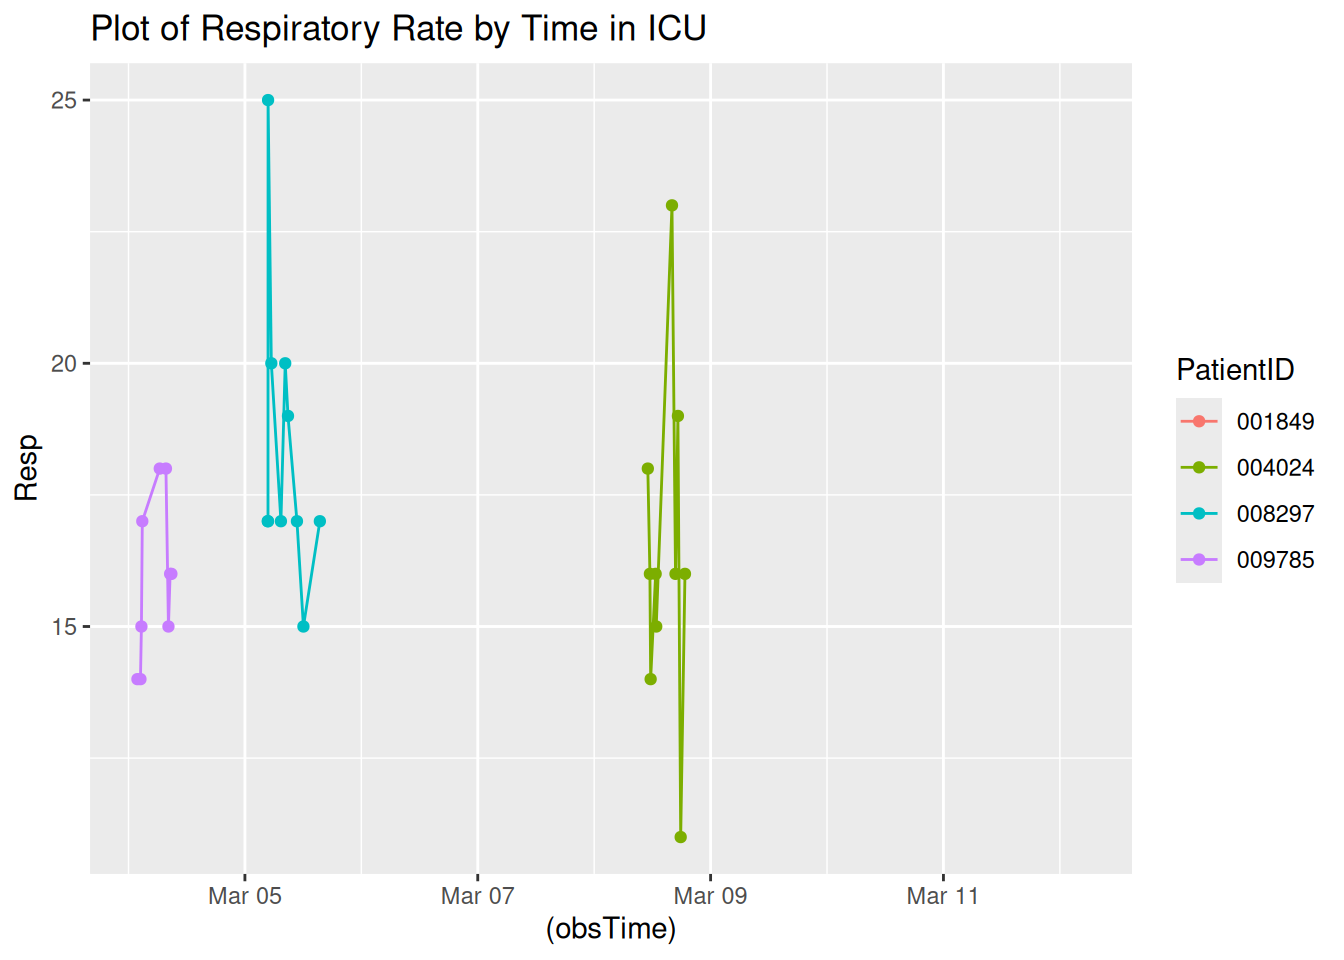 Plot of Respiratory Rate by Time in ICU
25
20
15
Resp
Mar 05
Mar 07
Mar 09
Mar 11
(obsTime)
PatientID
001849
004024
008297
009785